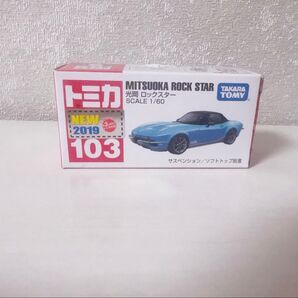 トミカ
MITSUOKA ROCK STAR
光岡 ロックスター
SCALE 1/60
TAKARA
TOMY
NEW
2019
103
サスペンション/ソフトトップ脱着